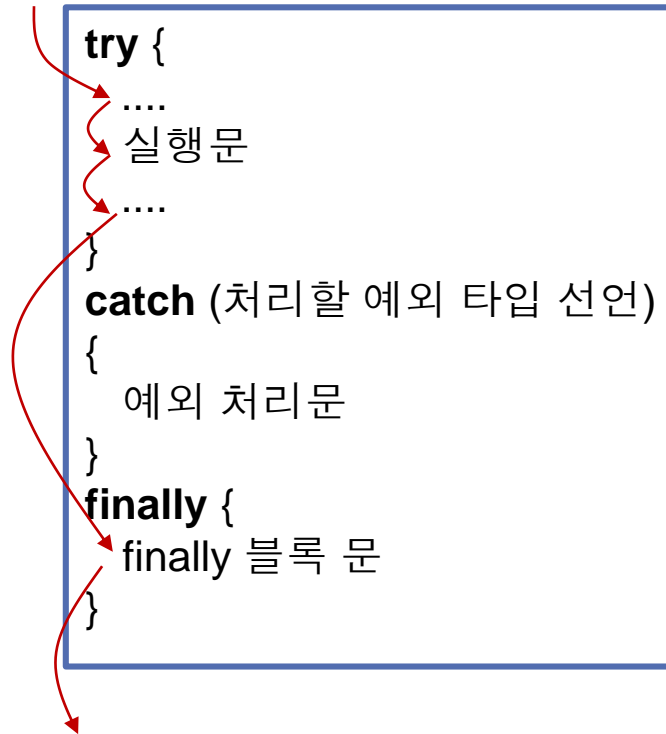 try {
....
실행문
....
}
catch (처리할 예외 타입 선언)
{
예외 처리문
}
finally {
finally 블록 문
}